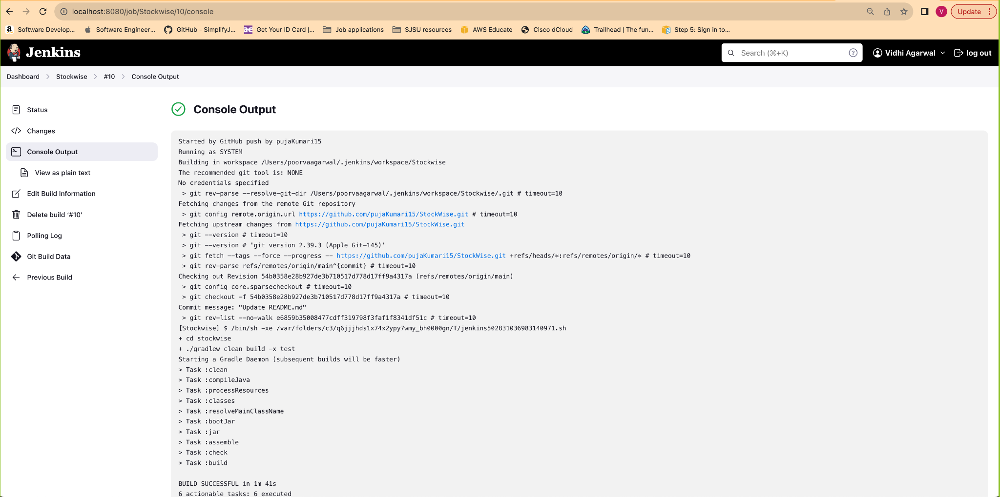 localhost:8080/job/Stockwise/10/console
V
Update
a Software Develop...
Software Engineer...
GitHub - SimplifyJ...
ae Get Your ID Card |...
Job applications
SJSU resources
AWS Educate
Cisco dCloud
Trailhead | The fun...
Step 5: Sign in to...
Jenkins
Search (⌘+K)
Vidhi Agarwal
log out
Dashboard > Stockwise > #10 > Console Output
Status
Changes
Console Output
View as plain text
Edit Build Information
Delete build ‘#10’
Polling Log
Git Build Data
Previous Build
Console Output
Started by GitHub push by pujaKumari15
Running as SYSTEM
Building in workspace /Users/poorvaagarwal/.jenkins/workspace/Stockwise
The recommended git tool is: NONE
No credentials specified
 > git rev-parse --resolve-git-dir /Users/poorvaagarwal/.jenkins/workspace/Stockwise/.git # timeout=10
Fetching changes from the remote Git repository
 > git config remote.origin.url https://github.com/pujaKumari15/StockWise.git # timeout=10
Fetching upstream changes from https://github.com/pujaKumari15/StockWise.git
 > git --version # timeout=10
 > git --version # 'git version 2.39.3 (Apple Git-145)'
 > git fetch --tags --force --progress -- https://github.com/pujaKumari15/StockWise.git +refs/heads/*:refs/remotes/origin/* # timeout=10
 > git rev-parse refs/remotes/origin/main^{commit} # timeout=10
Checking out Revision 54b0358e28b927de3b710517d778d17ff9a4317a (refs/remotes/origin/main)
 > git config core.sparsecheckout # timeout=10
 > git checkout -f 54b0358e28b927de3b710517d778d17ff9a4317a # timeout=10
Commit message: "Update README.md"
 > git rev-list --no-walk e6859b35008477cdff319798f3faf1f8341df51c # timeout=10
[Stockwise] $ /bin/sh -xe /var/folders/c3/q6jjjhds1x74x2ypy7wmy_bh0000gn/T/jenkins502831036983140971.sh
+ cd stockwise
+ ./gradlew clean build -x test
Starting a Gradle Daemon (subsequent builds will be faster)
> Task :clean
> Task :compileJava
> Task :processResources
> Task :classes
> Task :resolveMainClassName
> Task :bootJar
> Task :jar
> Task :assemble
> Task :check
> Task :build
BUILD SUCCESSFUL in 1m 41s
6 actionable tasks: 6 executed